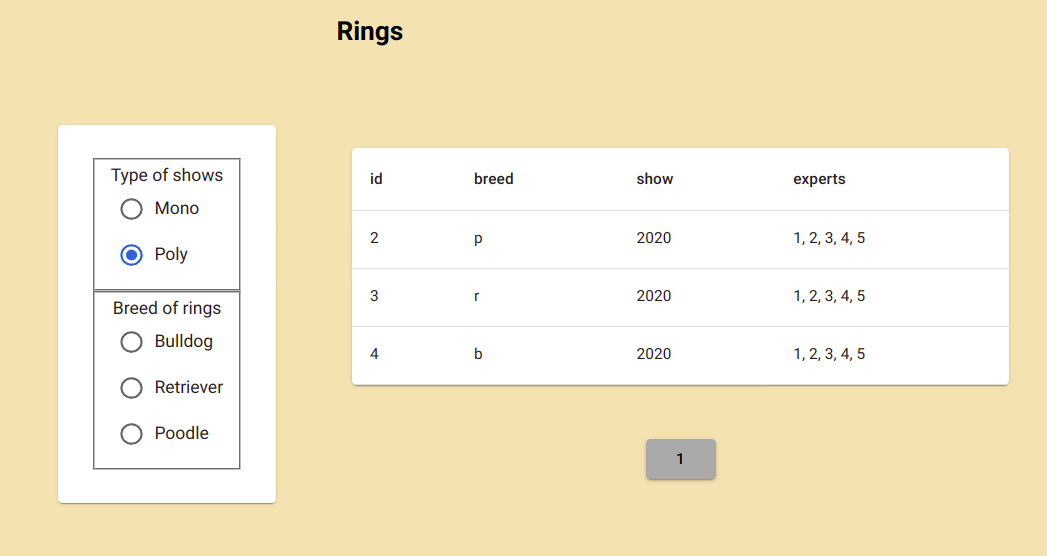 Rings
Type of shows
Mono
Poly
Breed of rings
Bulldog
Retriever
Poodle
id breed show experts
2 p 2020 1, 2, 3, 4, 5
3 r 2020 1, 2, 3, 4, 5
4 b 2020 1, 2, 3, 4, 5
1